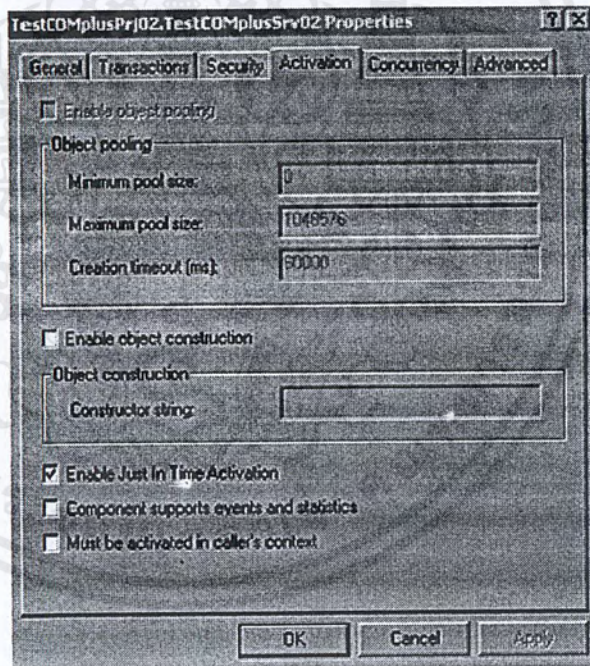 TestCOMplusPrj02.TestCOMplusSrv02 Properties
General Transactions Security Activation Concurrency Advanced
Enable object pooling
Object pooling
Minimum pool size: 0
Maximum pool size: 1048576
Creation timeout (ms): 60000
Enable object construction
Object construction
Constructor string:
Enable Just In Time Activation
Component supports events and statistics
Must be activated in caller's context
OK Cancel Apply